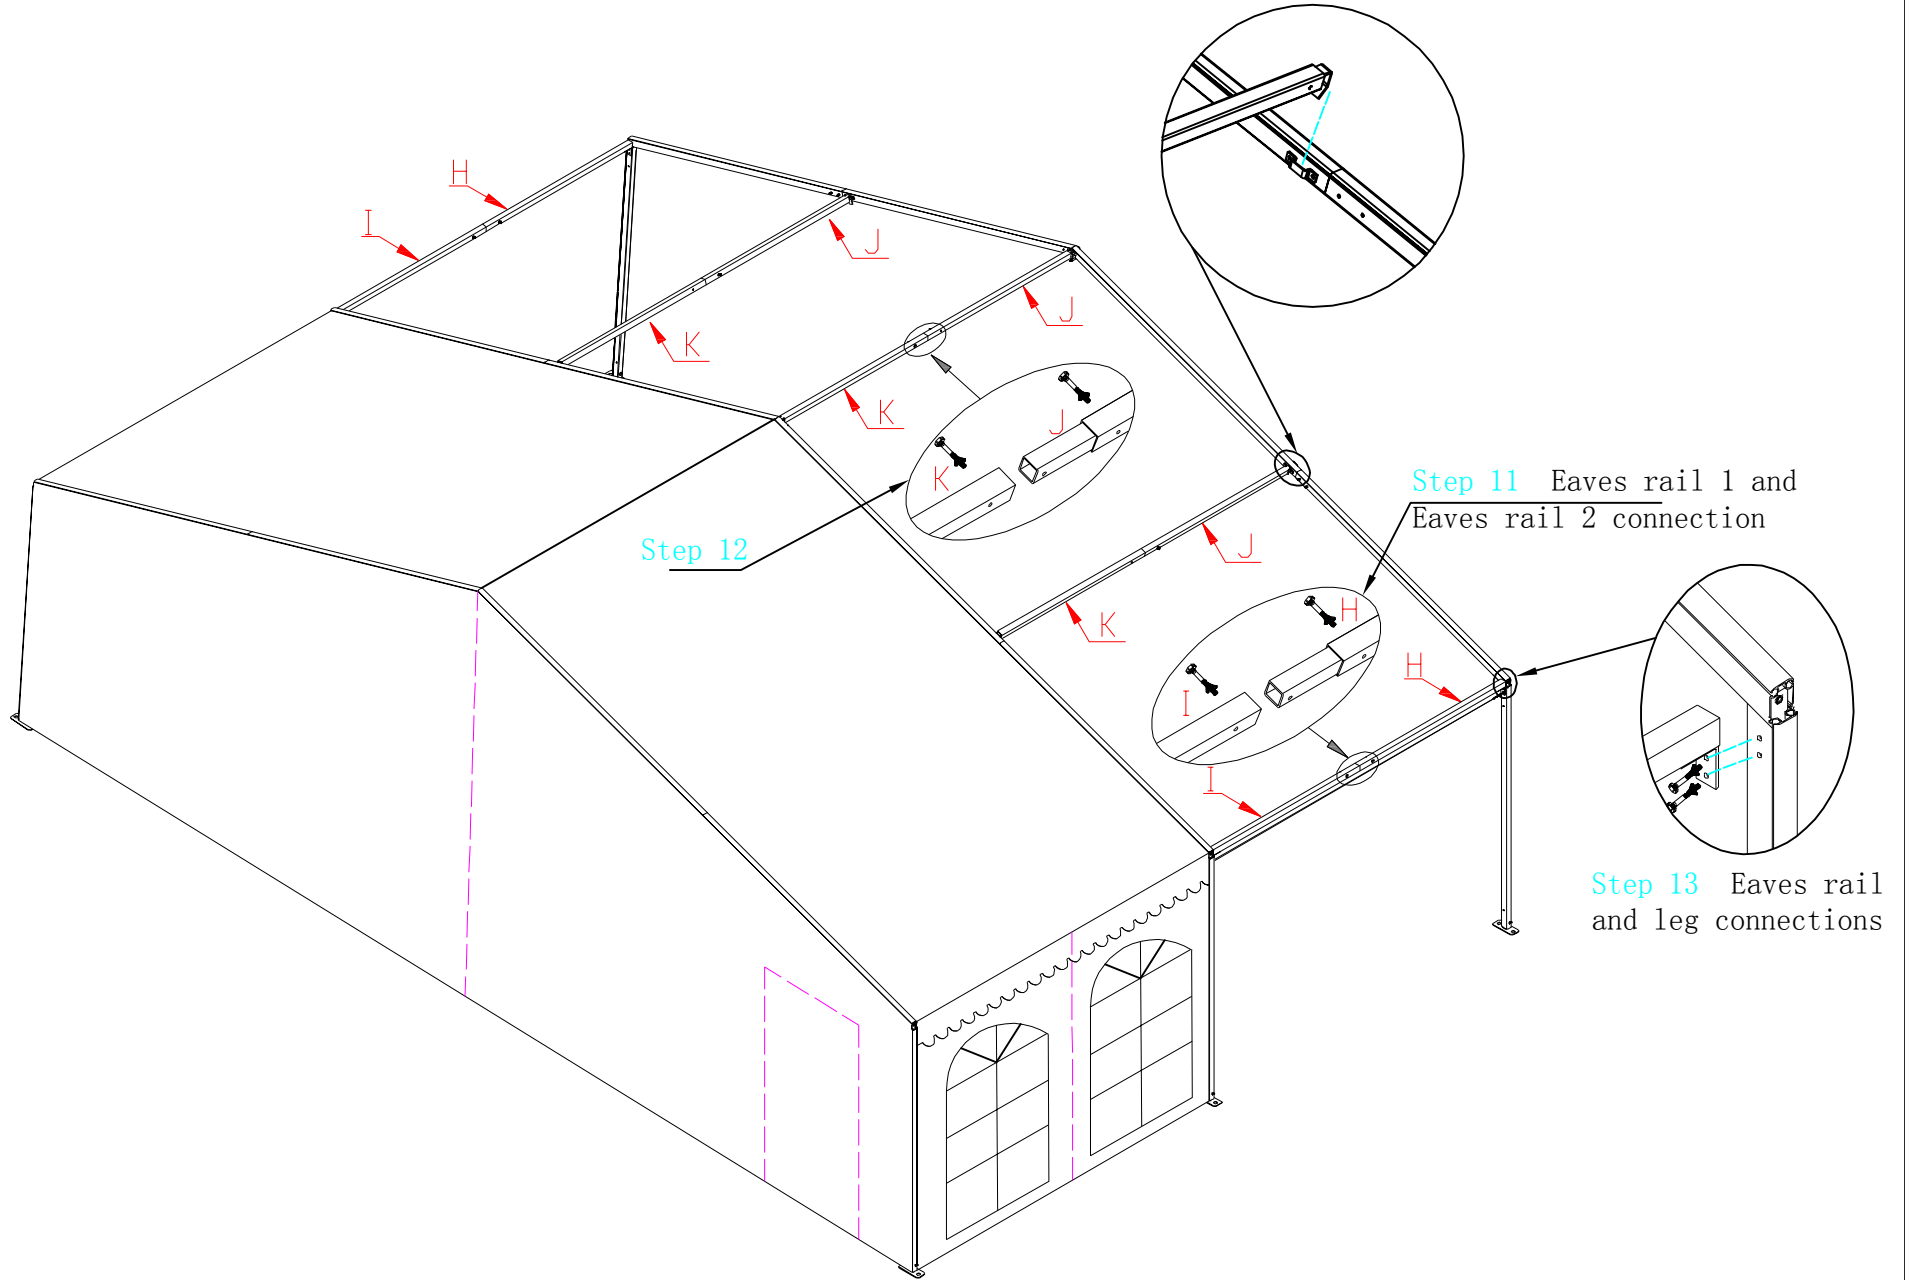 H
I
J
J
K
K
J
K
Step 11 Eaves rail 1 and
Eaves rail 2 connection
Step 12
J
K
H
H
I
I
Step 13 Eaves rail
and leg connections